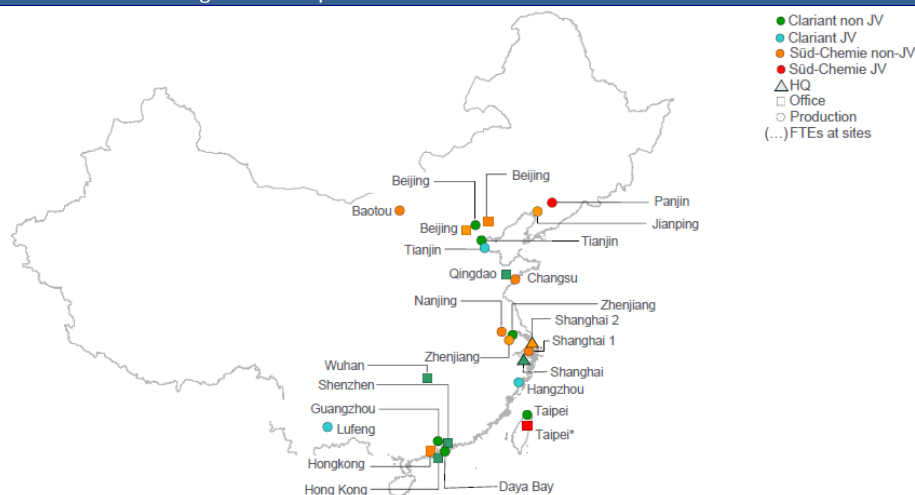 Clariant non JV
Clariant JV
Süd-Chemie non-JV
Süd-Chemie JV
HQ
Office
Production
(...) FTEs at sites
Beijing
Beijing
Baotou
Panjin
Beijing
Jianping
Tianjin
Tianjin
Qingdao
Changsu
Nanjing
Zhenjiang
Shanghai 2
Shanghai 1
Zhenjiang
Wuhan
Shanghai
Shenzhen
Hangzhou
Guangzhou
Taipei
Lufeng
Taipei*
Hongkong
Hong Kong
Daya Bay